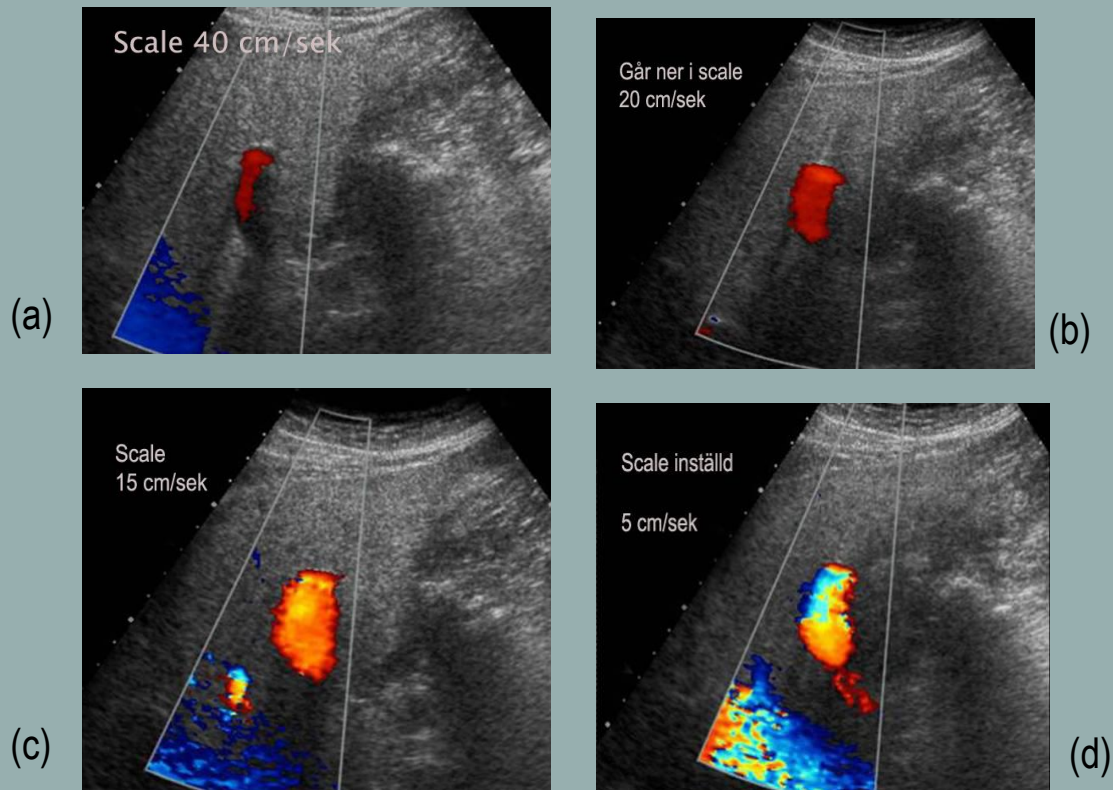 Scale 40 cm/sek
(a)
Går ner i scale
20 cm/sek
(b)
Scale
15 cm/sek
(c)
Scale inställd
5 cm/sek
(d)